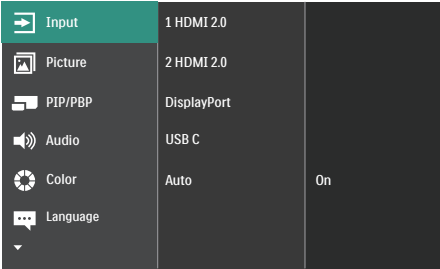 Input
1 HDMI 2.0
Picture
2 HDMI 2.0
PIP/PBP
DisplayPort
Audio
USB C
Color
Auto
On
Language